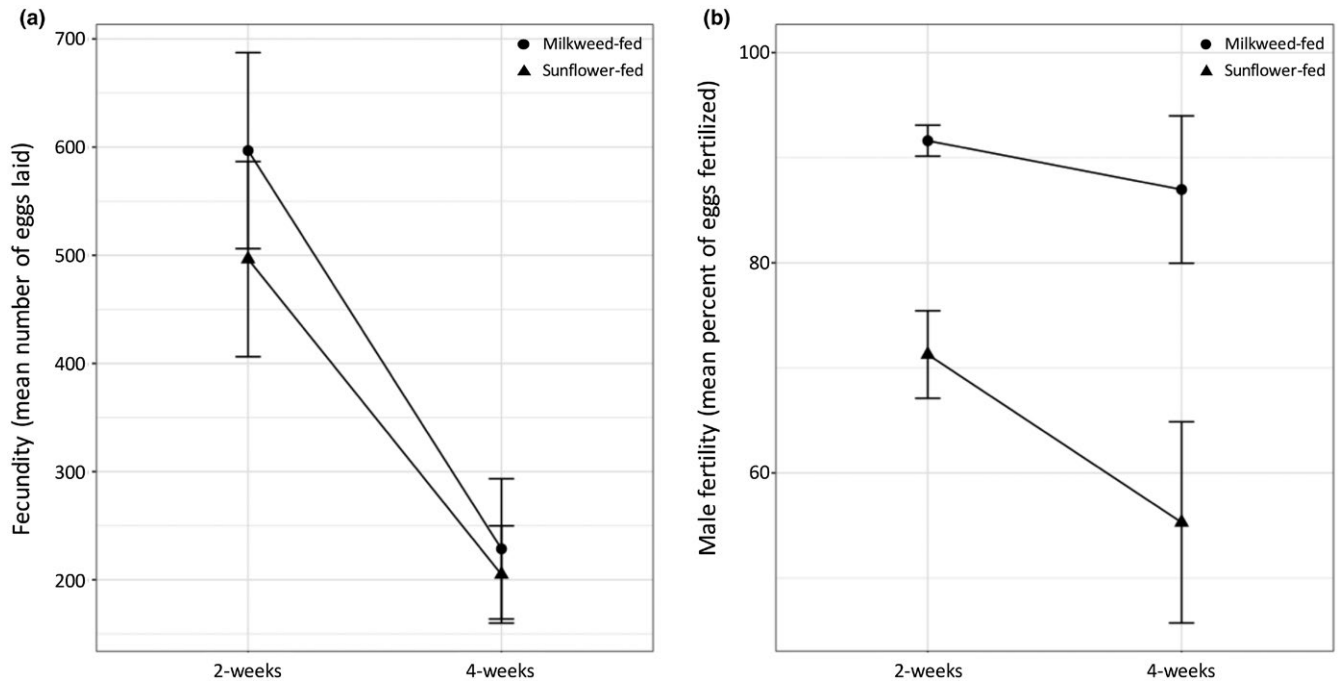 (a)
Fecundity (mean number of eggs laid)
700
600
500
400
300
200
Milkweed-fed
Sunflower-fed
2-weeks
4-weeks
(b)
Male fertility (mean percent of eggs fertilized)
100
80
60
Milkweed-fed
Sunflower-fed
2-weeks
4-weeks